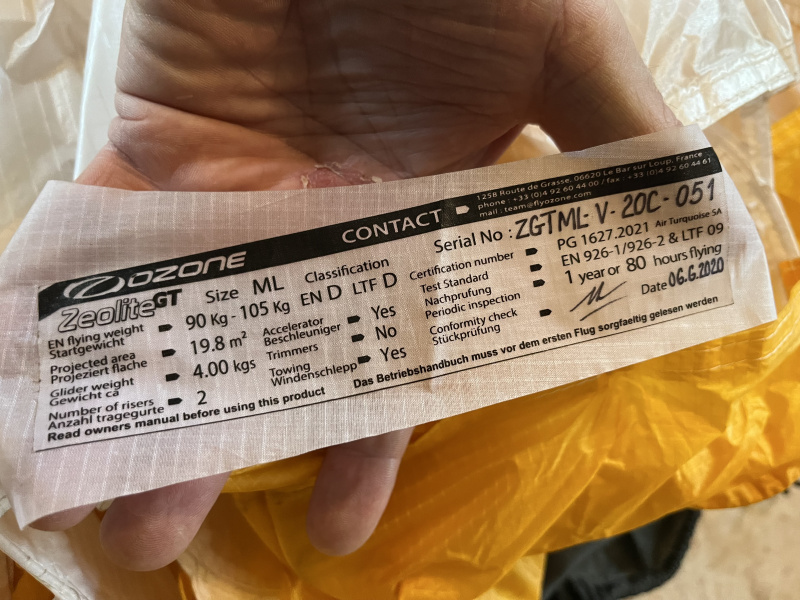 OZONE
CONTACT
1258 Route de Grasse, 06620 Le Bar sur Loup, France
phone : +33 (0)4 92 60 44 00 / fax : +33 (0)4 92 60 44 61
mail : team@flyozone.com
Zeolite GT
Size ML
Classification
EN D LTF D
Serial No : ZGTML-V-20C-051
EN flying weight
Startgewicht
90 Kg - 105 Kg
Projected area
Projeziert flache
19.8 m²
Glider weight
Gewicht ca
4.00 kgs
Number of risers
Anzahl tragegurte
2
Accelerator
Beschleuniger
Yes
Trimmers
No
Towing
Windenschlepp
Yes
Certification number
PG 1627.2021 Air Turquoise SA
Test Standard
EN 926-1/926-2 & LTF 09
Nachprufung
Periodic inspection
1 year or 80 hours flying
Conformity check
Stückprüfung
Date 06.6.2020
Read owners manual before using this product
Das Betriebshandbuch muss vor dem ersten Flug sorgfaeltig gelesen werden